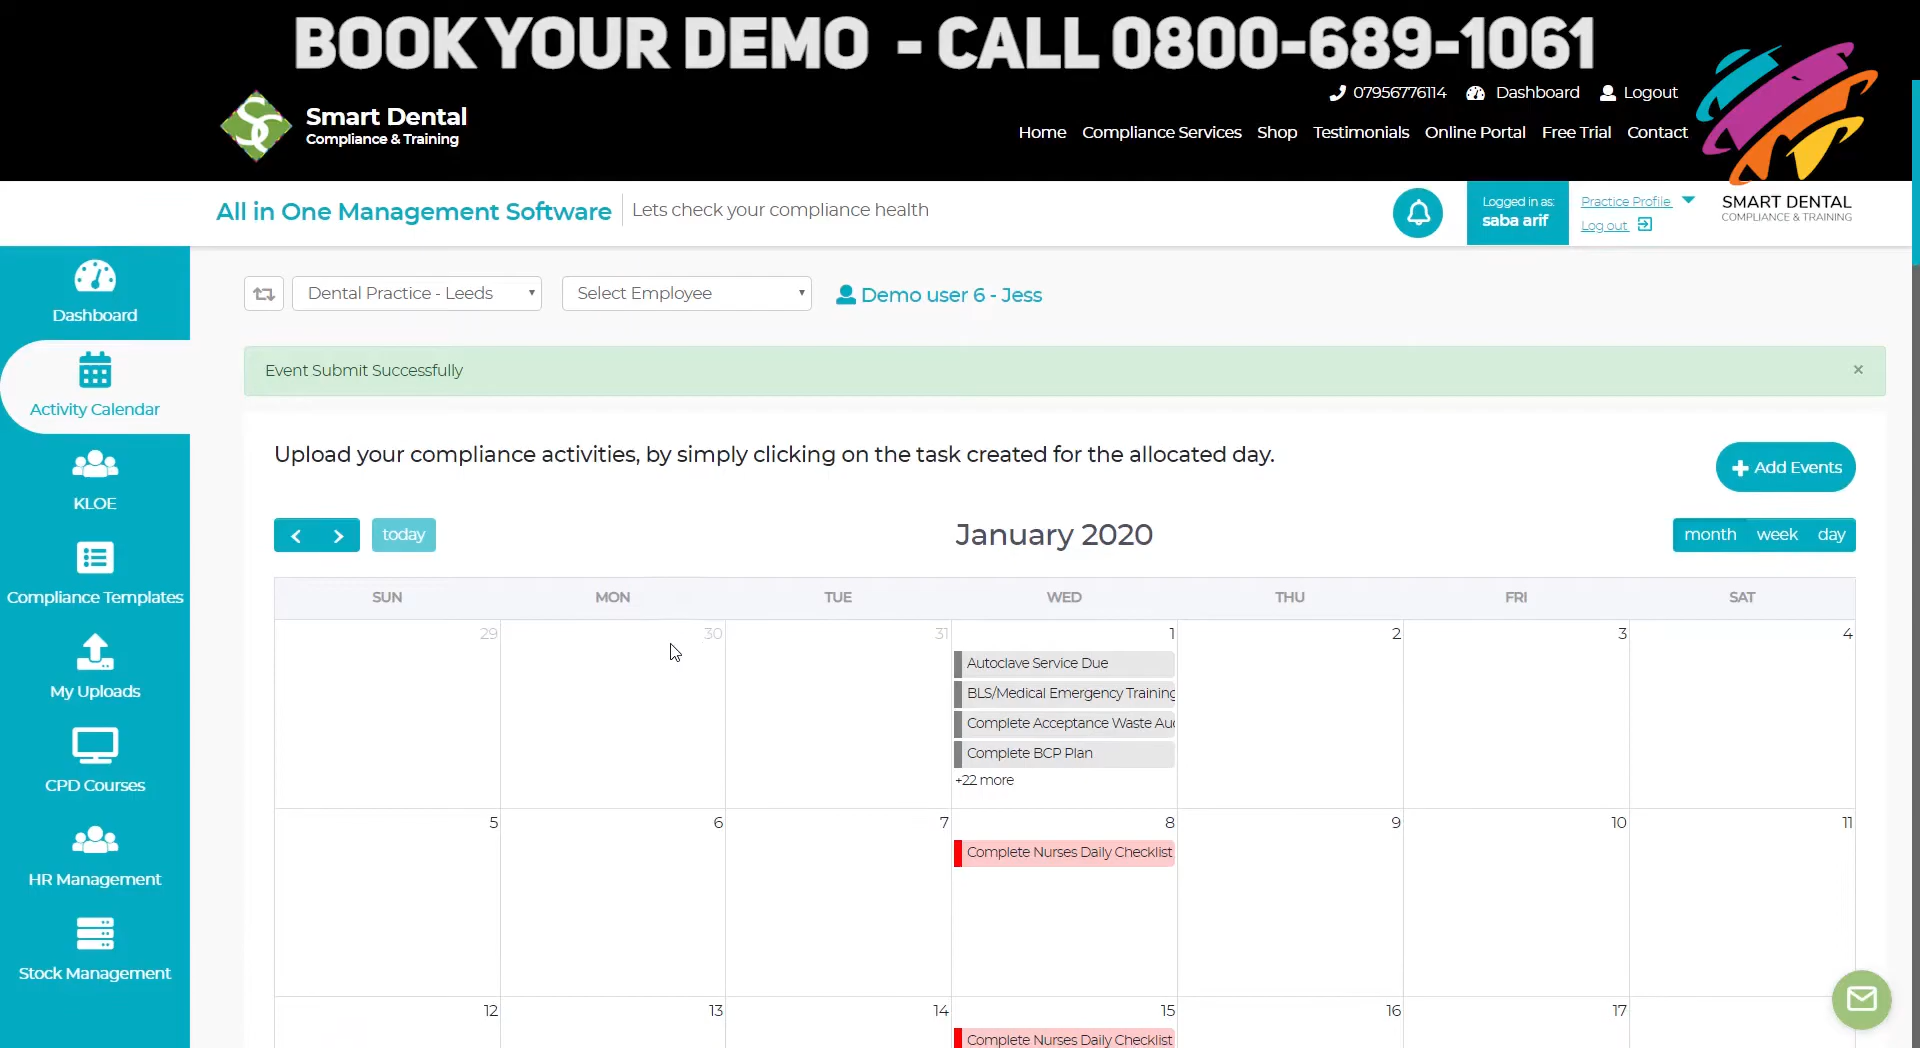 BOOK YOUR DEMO - CALL 0800-689-1061
07956776114 Dashboard Logout
Smart Dental
Compliance & Training
Home Compliance Services Shop Testimonials Online Portal Free Trial Contact
All in One Management Software Lets check your compliance health
Logged in as:
saba arif
Practice Profile
Log out
SMART DENTAL
COMPLIANCE & TRAINING
Dashboard
Activity Calendar
KLOE
Compliance Templates
My Uploads
CPD Courses
HR Management
Stock Management
Dental Practice - Leeds Select Employee Demo user 6 - Jess
Event Submit Successfully ×
Upload your compliance activities, by simply clicking on the task created for the allocated day.
Add Events
today January 2020 month week day
SUN MON TUE WED THU FRI SAT
29 30 31 1 2 3 4
Autoclave Service Due
BLS/Medical Emergency Training
Complete Acceptance Waste Au
Complete BCP Plan
+22 more
5 6 7 8 9 10 11
Complete Nurses Daily Checklist
12 13 14 15 16 17
Complete Nurses Daily Checklist